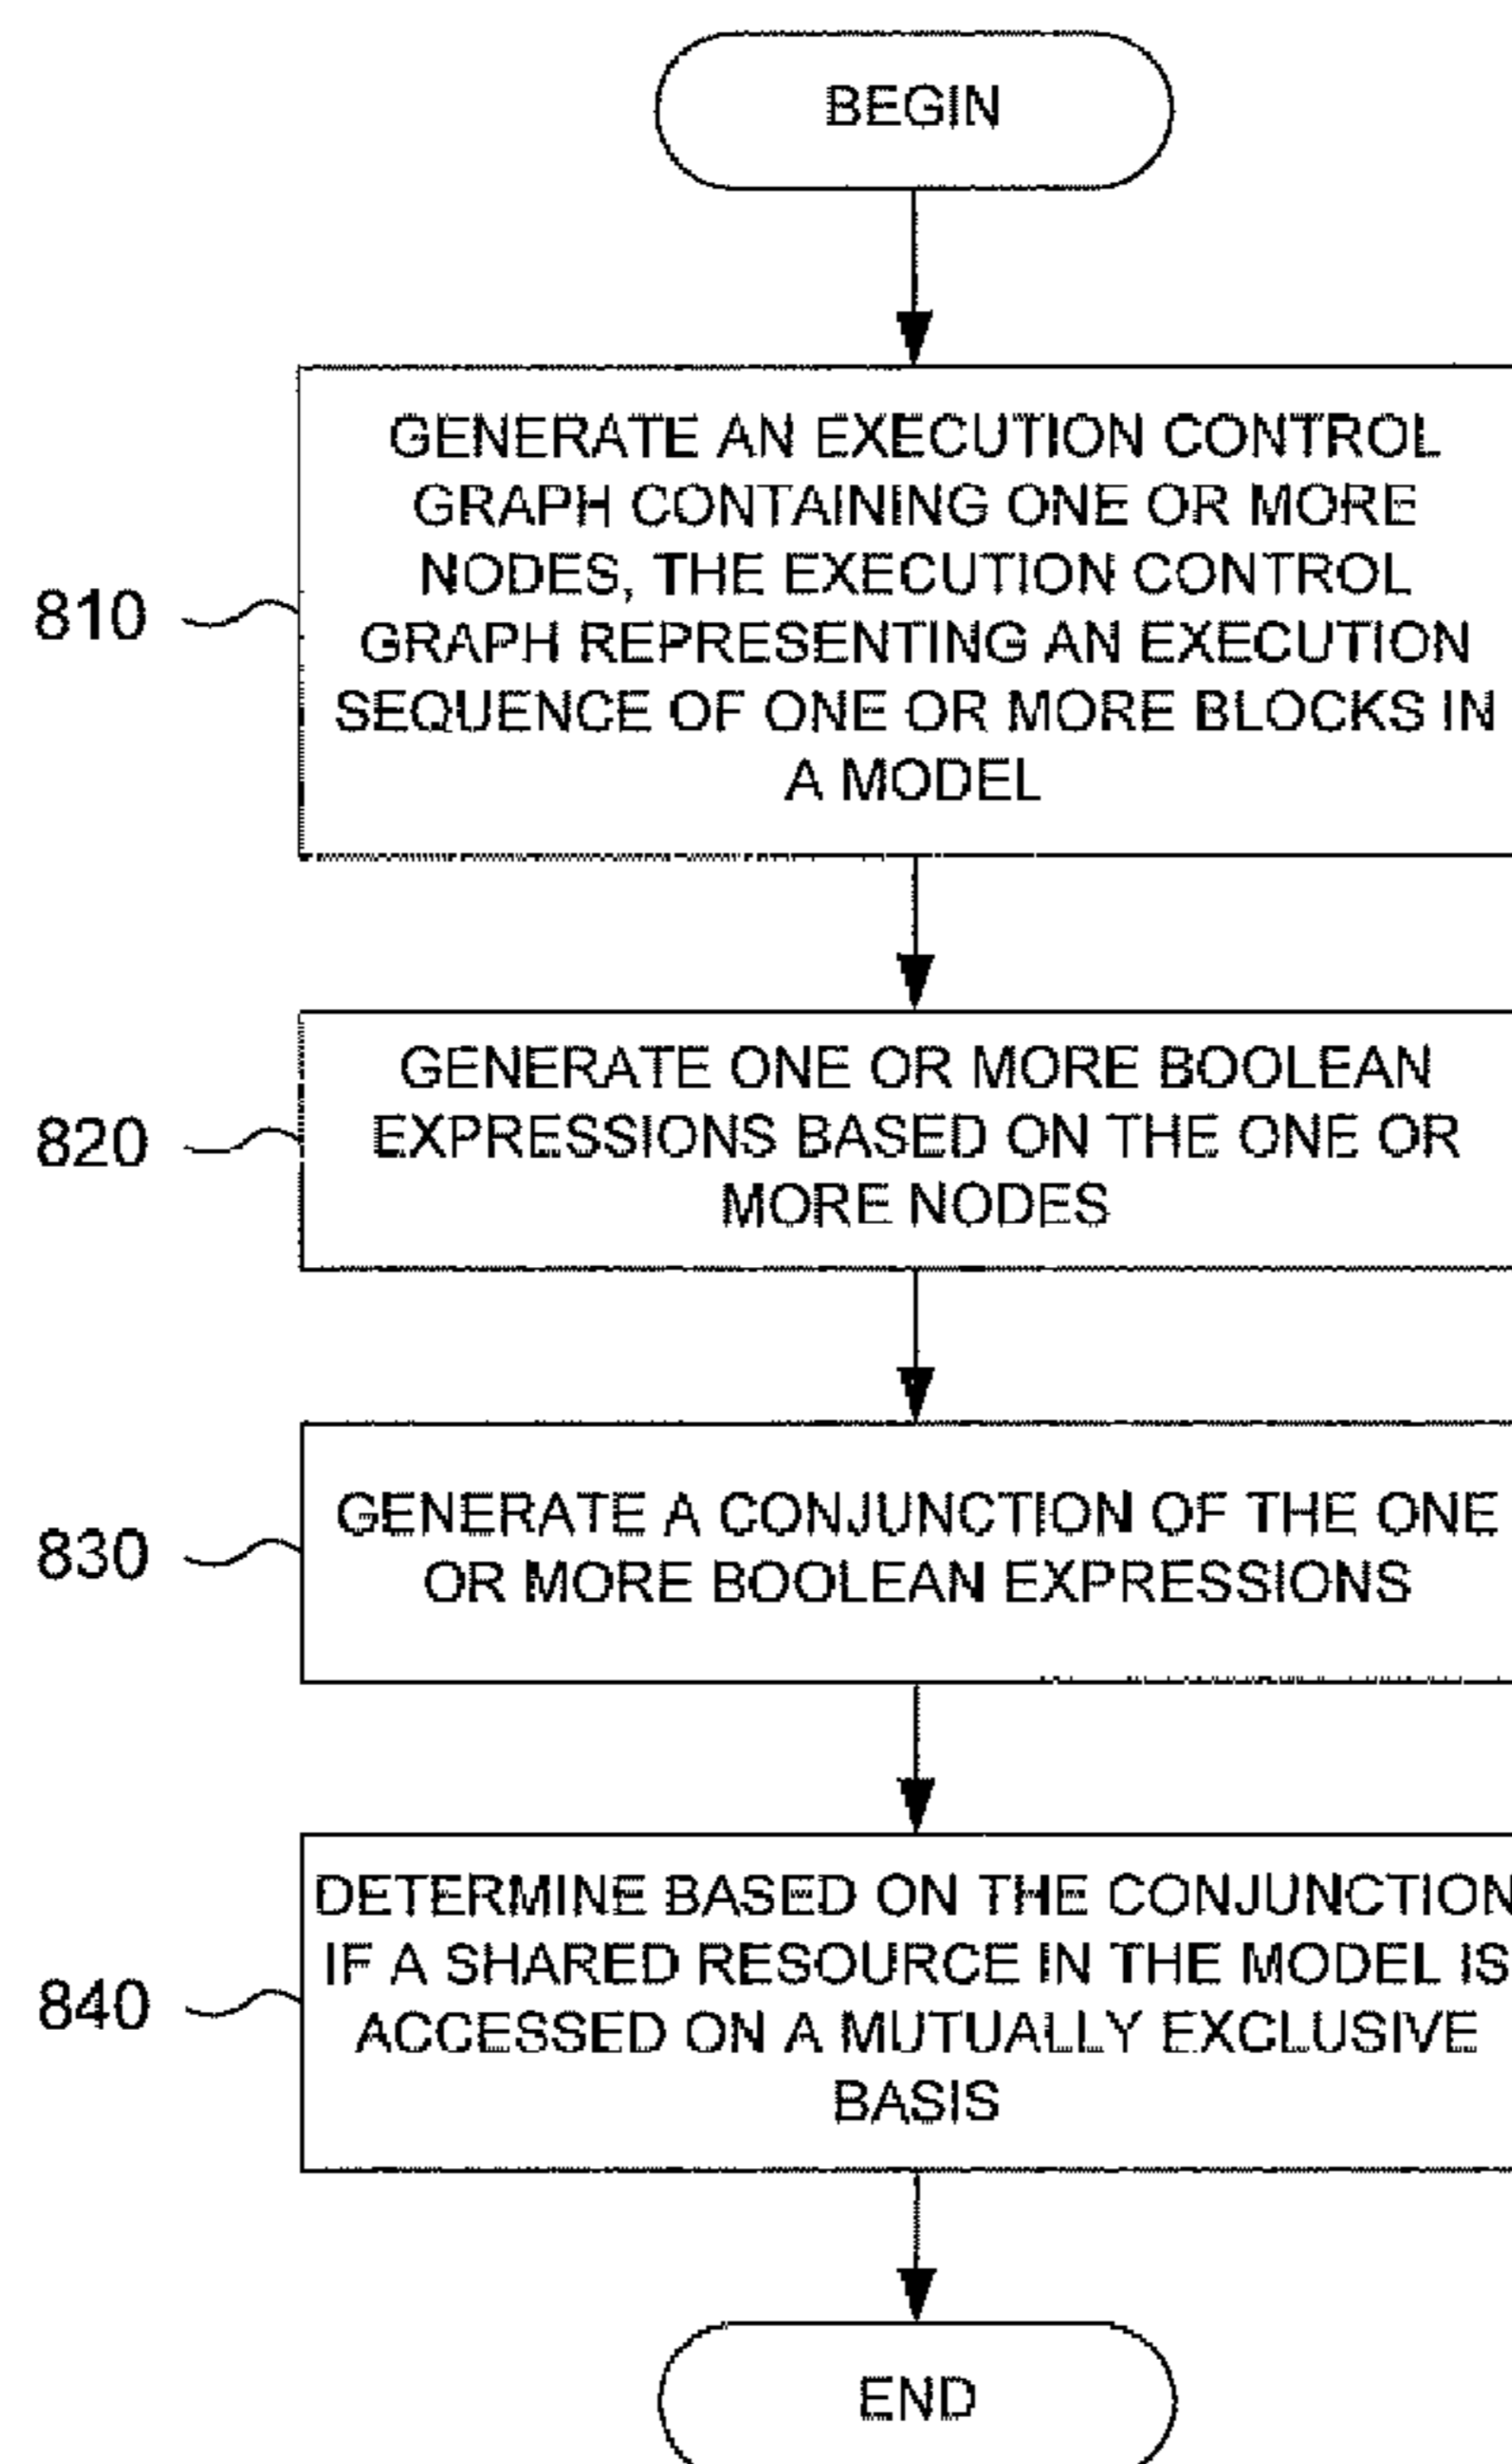 BEGIN
GENERATE AN EXECUTION CONTROL
GRAPH CONTAINING ONE OR MORE
NODES, THE EXECUTION CONTROL
GRAPH REPRESENTING AN EXECUTION
SEQUENCE OF ONE OR MORE BLOCKS IN
A MODEL
810
GENERATE ONE OR MORE BOOLEAN
EXPRESSIONS BASED ON THE ONE OR
MORE NODES
820
GENERATE A CONJUNCTION OF THE ONE
OR MORE BOOLEAN EXPRESSIONS
830
DETERMINE BASED ON THE CONJUNCTION
IF A SHARED RESOURCE IN THE MODEL IS
ACCESSED ON A MUTUALLY EXCLUSIVE
BASIS
840
END